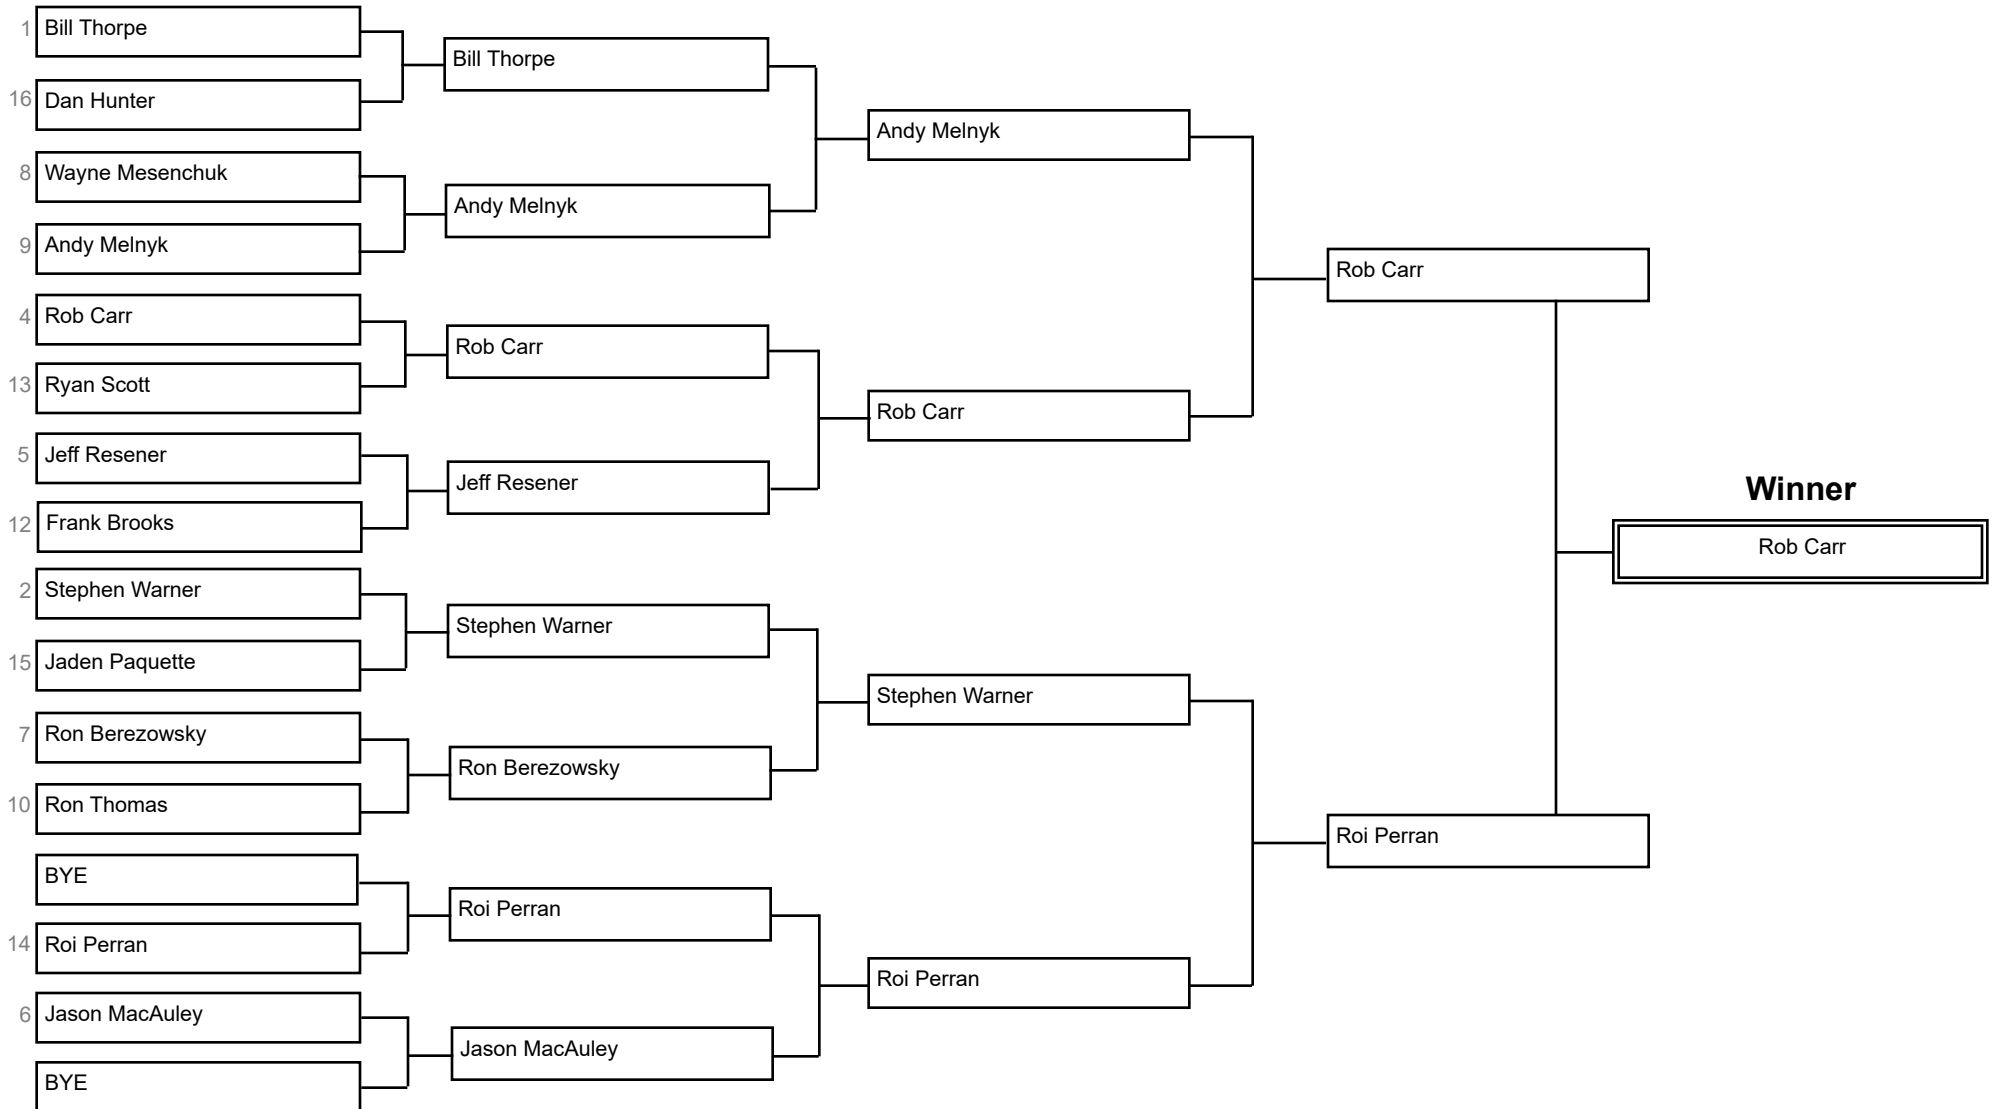 1 Bill Thorpe
16 Dan Hunter
8 Wayne Mesenchuk
9 Andy Melnyk
4 Rob Carr
13 Ryan Scott
5 Jeff Resener
12 Frank Brooks
2 Stephen Warner
15 Jaden Paquette
7 Ron Berezowsky
10 Ron Thomas
BYE
14 Roi Perran
6 Jason MacAuley
BYE
Bill Thorpe
Andy Melnyk
Rob Carr
Jeff Resener
Stephen Warner
Ron Berezowsky
Roi Perran
Jason MacAuley
Andy Melnyk
Rob Carr
Stephen Warner
Roi Perran
Rob Carr
Roi Perran
Winner
Rob Carr